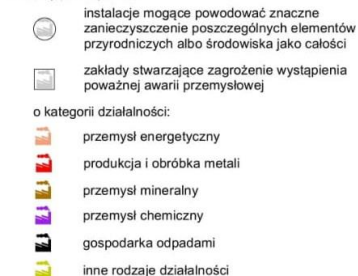 instalacje mogące powodować znaczne
zanieczyszczenie poszczególnych elementów
przyrodniczych albo środowiska jako całości
zakłady stwarzające zagrożenie wystąpienia
poważnej awarii przemysłowej
o kategorii działalności:
przemysł energetyczny
produkcja i obróbka metali
przemysł mineralny
przemysł chemiczny
gospodarka odpadami
inne rodzaje działalności